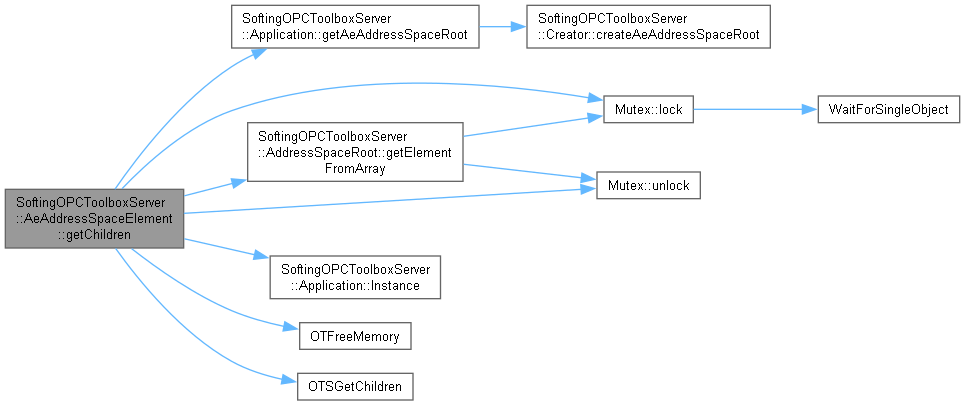 SoftingOPCToolboxServer
::Application::getAeAddressSpaceRoot
SoftingOPCToolboxServer
::Creator::createAeAddressSpaceRoot
Mutex::lock
WaitForSingleObject
SoftingOPCToolboxServer
::AddressSpaceRoot::getElement
FromArray
Mutex::unlock
SoftingOPCToolboxServer
::AeAddressSpaceElement
::getChildren
SoftingOPCToolboxServer
::Application::Instance
OTFreeMemory
OTSGetChildren